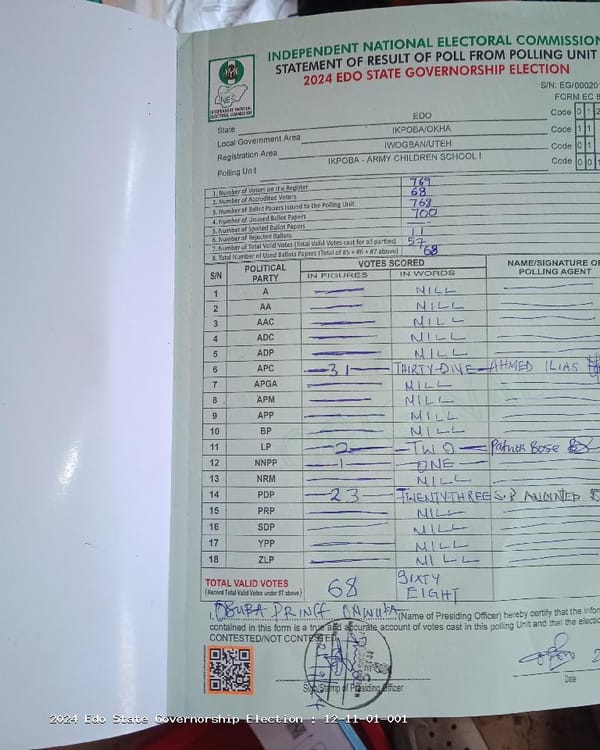 INDEPENDENT NATIONAL ELECTORAL COMMISSION
STATEMENT OF RESULT OF POLL FROM POLLING UNIT
2024 EDO STATE GOVERNORSHIP ELECTION
INEC
INDEPENDENT NATIONAL ELECTORAL COMMISSION
S/N: EG/000201
FORM EC 8
State EDO Code 0 1 2
Local Government Area IKPOBA/OKHA Code 1 1
Registration Area IWOGBAN/UTEH Code 0 1
Polling Unit IKPOBA - ARMY CHILDREN SCHOOL I Code 0 0 1
1. Number of Voters on the Register 769
2. Number of Accredited Voters 68
3. Number of Ballot Papers Issued to the Polling Unit 768
4. Number of Unused Ballot Papers 700
5. Number of Spoiled Ballot Papers
6. Number of Rejected Ballots 11
7. Number of Total Valid Votes (Total Valid Votes cast for all parties) 57
8. Total Number of Used Ballots Papers (Total of #5 + #6 + #7 above) 68
S/N POLITICAL PARTY VOTES SCORED NAME/SIGNATURE OF POLLING AGENT
IN FIGURES IN WORDS
1 A NILL
2 AA NILL
3 AAC NILL
4 ADC NILL
5 ADP NILL
6 APC 31 THIRTY-ONE AHMED ILIAS
7 APGA NILL
8 APM NILL
9 APP NILL
10 BP NILL
11 LP 2 TWO Patrick Bose
12 NNPP 1 ONE
13 NRM NILL
14 PDP 23 TWENTY-THREE S.P ANOINTED
15 PRP NILL
16 SDP NILL
17 YPP NILL
18 ZLP NILL
TOTAL VALID VOTES 68 SIXTY EIGHT
(Record Total Valid Votes under #7 above)
I, PRINCE (Name of Presiding Officer) hereby certify that the
contained in this form is a true and accurate account of votes cast in this polling Unit and that the
CONTESTED/NOT CONTESTED
Sign/Stamp of Presiding Officer
Date
2024 Edo State Governorship Election : 12-11-01-001